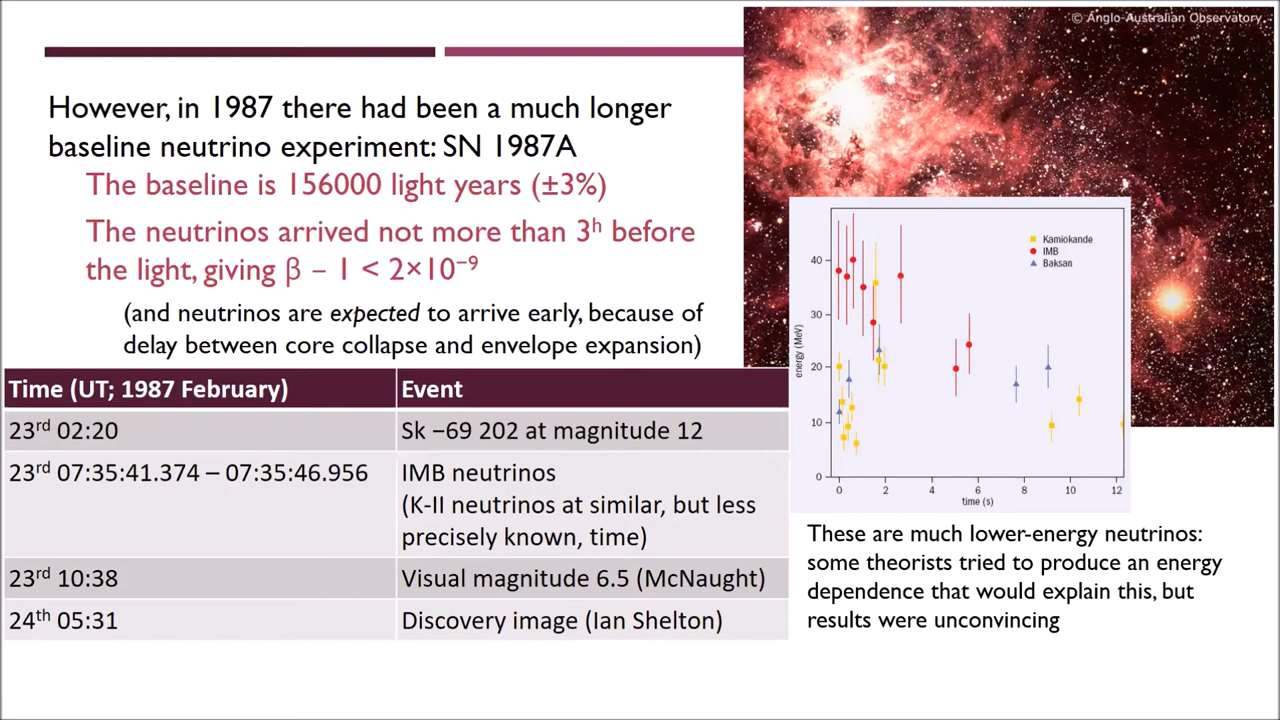 © Anglo-Australian Observatory
However, in 1987 there had been a much longer
baseline neutrino experiment: SN 1987A
The baseline is 156000 light years (±3%)
The neutrinos arrived not more than 3ʰ before
the light, giving β – 1 < 2×10⁻⁹
(and neutrinos are expected to arrive early, because of
delay between core collapse and envelope expansion)
Time (UT; 1987 February) Event
23ʳᵈ 02:20 Sk −69 202 at magnitude 12
23ʳᵈ 07:35:41.374 – 07:35:46.956 IMB neutrinos
(K-II neutrinos at similar, but less
precisely known, time)
23ʳᵈ 10:38 Visual magnitude 6.5 (McNaught)
24ᵗʰ 05:31 Discovery image (Ian Shelton)
Kamiokande
IMB
Baksan
energy (MeV)
40
30
20
10
0
0 2 4 6 8 10 12
time (s)
These are much lower-energy neutrinos:
some theorists tried to produce an energy
dependence that would explain this, but
results were unconvincing